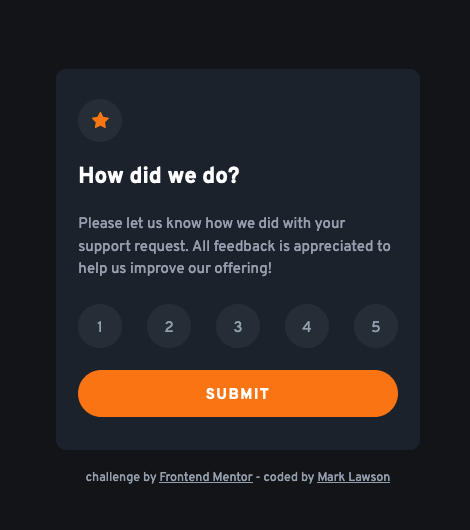 How did we do?
Please let us know how we did with your
support request. All feedback is appreciated to
help us improve our offering!
1 2 3 4 5
SUBMIT
challenge by Frontend Mentor - coded by Mark Lawson